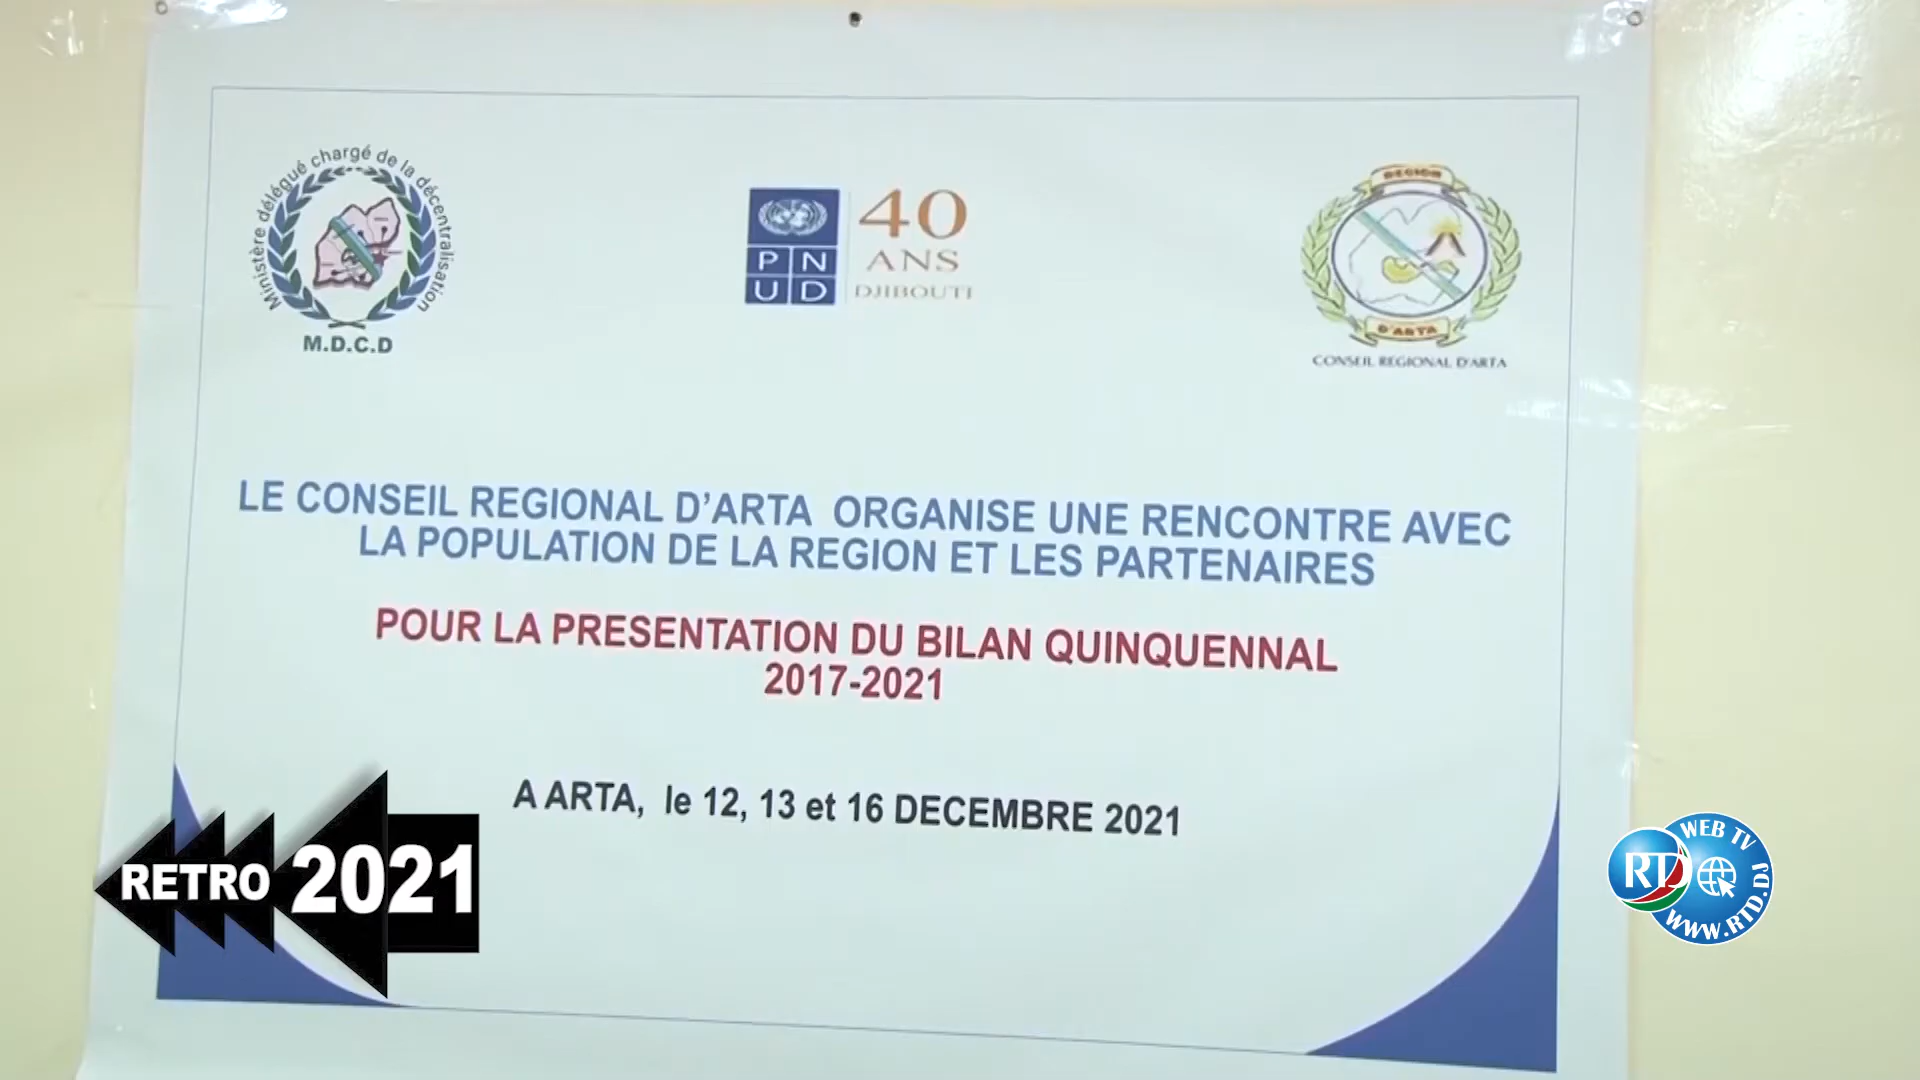 Ministère délégué chargé de la décentralisation
M.D.C.D
PN
UD
40
ANS
DJIBOUTI
REGION
D'ARTA
CONSEIL REGIONAL D'ARTA
LE CONSEIL REGIONAL D'ARTA ORGANISE UNE RENCONTRE AVEC
LA POPULATION DE LA REGION ET LES PARTENAIRES
POUR LA PRESENTATION DU BILAN QUINQUENNAL
2017-2021
A ARTA, le 12, 13 et 16 DECEMBRE 2021
RETRO 2021
RTD
WEB TV
WWW.RTD.DJ